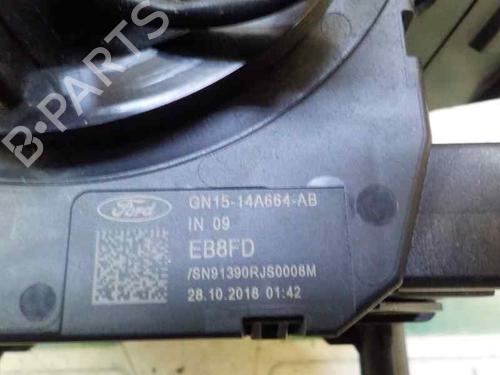 B-PARTS
Ford
GN15-14A664-AB
IN 09
EB8FD
/SN91390RJS0008M
28.10.2018 01:42